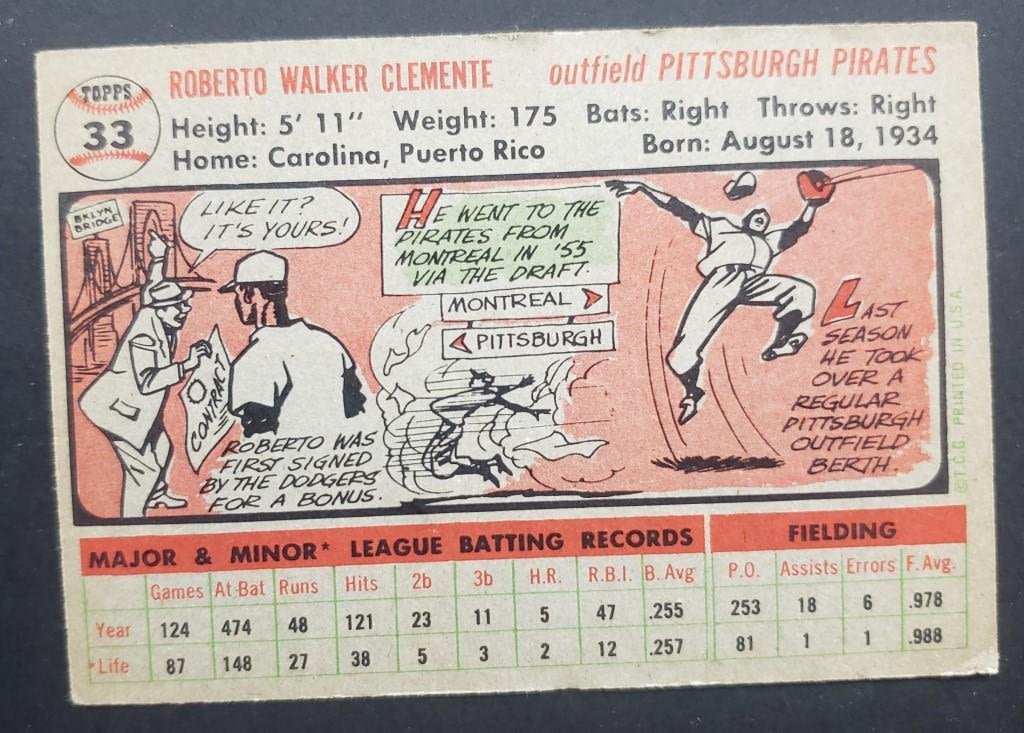 TOPPS
33
ROBERTO WALKER CLEMENTE outfield PITTSBURGH PIRATES
Height: 5' 11" Weight: 175 Bats: Right Throws: Right
Home: Carolina, Puerto Rico Born: August 18, 1934
BKLYN
BRIDGE
LIKE IT?
IT'S YOURS!
CONTRACT
ROBERTO WAS
FIRST SIGNED
BY THE DODGERS
FOR A BONUS.
HE WENT TO THE
PIRATES FROM
MONTREAL IN '55
VIA THE DRAFT.
MONTREAL
PITTSBURGH
LAST
SEASON
HE TOOK
OVER A
REGULAR
PITTSBURGH
OUTFIELD
BERTH.
©T.C.G. PRINTED IN U.S.A.
MAJOR & MINOR* LEAGUE BATTING RECORDS FIELDING
Games At-Bat Runs Hits 2b 3b H.R. R.B.I. B. Avg P.O. Assists Errors F. Avg.
Year 124 474 48 121 23 11 5 47 .255 253 18 6 .978
*Life 87 148 27 38 5 3 2 12 .257 81 1 1 .988